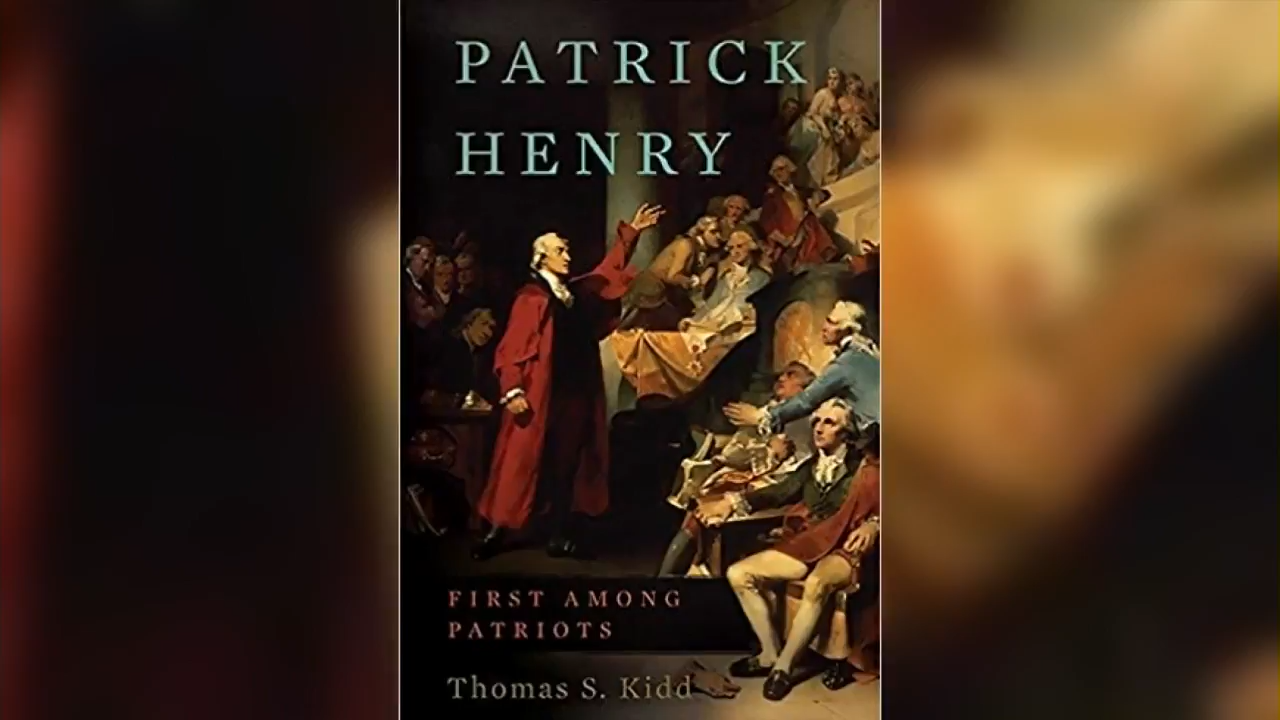 PATRICK
HENRY
FIRST AMONG
PATRIOTS
Thomas S. Kidd